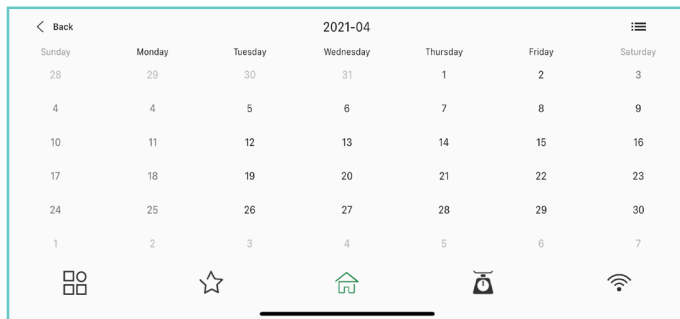 Back 2021-04
Sunday Monday Tuesday Wednesday Thursday Friday Saturday
28 29 30 31 1 2 3
4 4 5 6 7 8 9
10 11 12 13 14 15 16
17 18 19 20 21 22 23
24 25 26 27 28 29 30
1 2 3 4 5 6 7